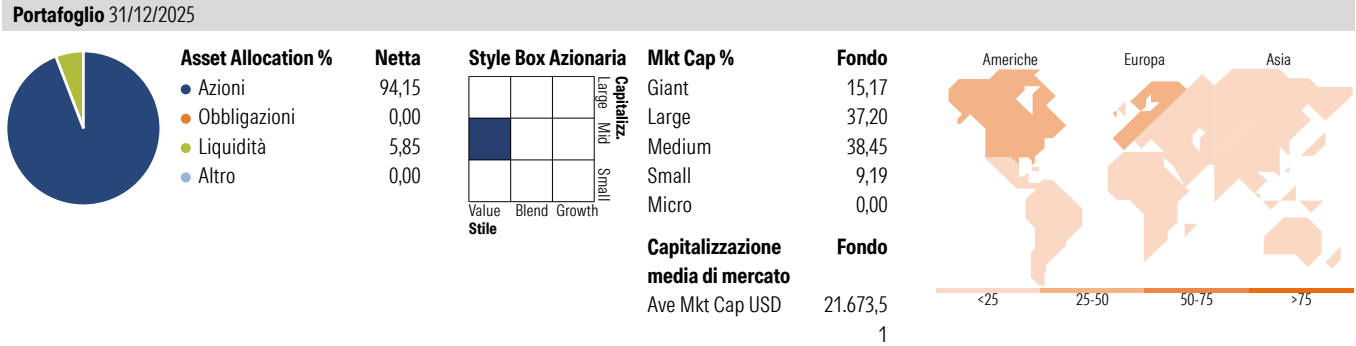 Portafoglio 31/12/2025
Asset Allocation % Netta
Azioni 94,15
Obbligazioni 0,00
Liquidità 5,85
Altro 0,00
Style Box Azionaria
Capitalizz.
Large Mid Small
Value Blend Growth
Stile
Mkt Cap % Fondo
Giant 15,17
Large 37,20
Medium 38,45
Small 9,19
Micro 0,00
Capitalizzazione Fondo
media di mercato
Ave Mkt Cap USD 21.673,5
1
Americhe Europa Asia
<25 25-50 50-75 >75